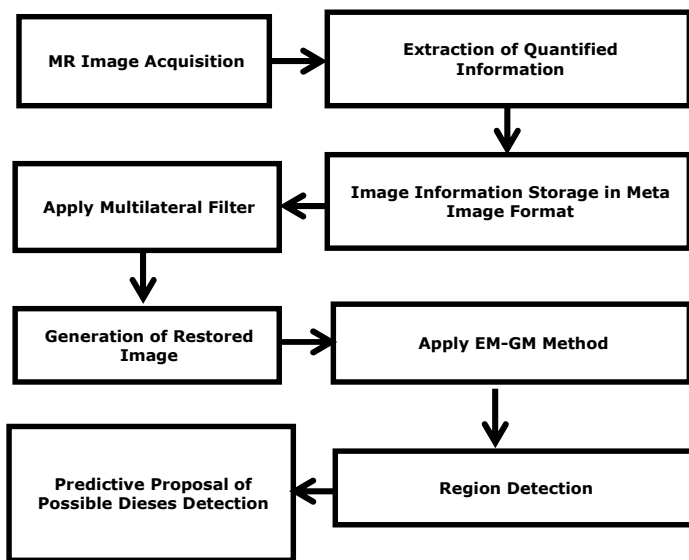 MR Image Acquisition
Extraction of Quantified
Information
Image Information Storage in Meta
Image Format
Apply Multilateral Filter
Generation of Restored
Image
Apply EM-GM Method
Region Detection
Predictive Proposal of
Possible Dieses Detection